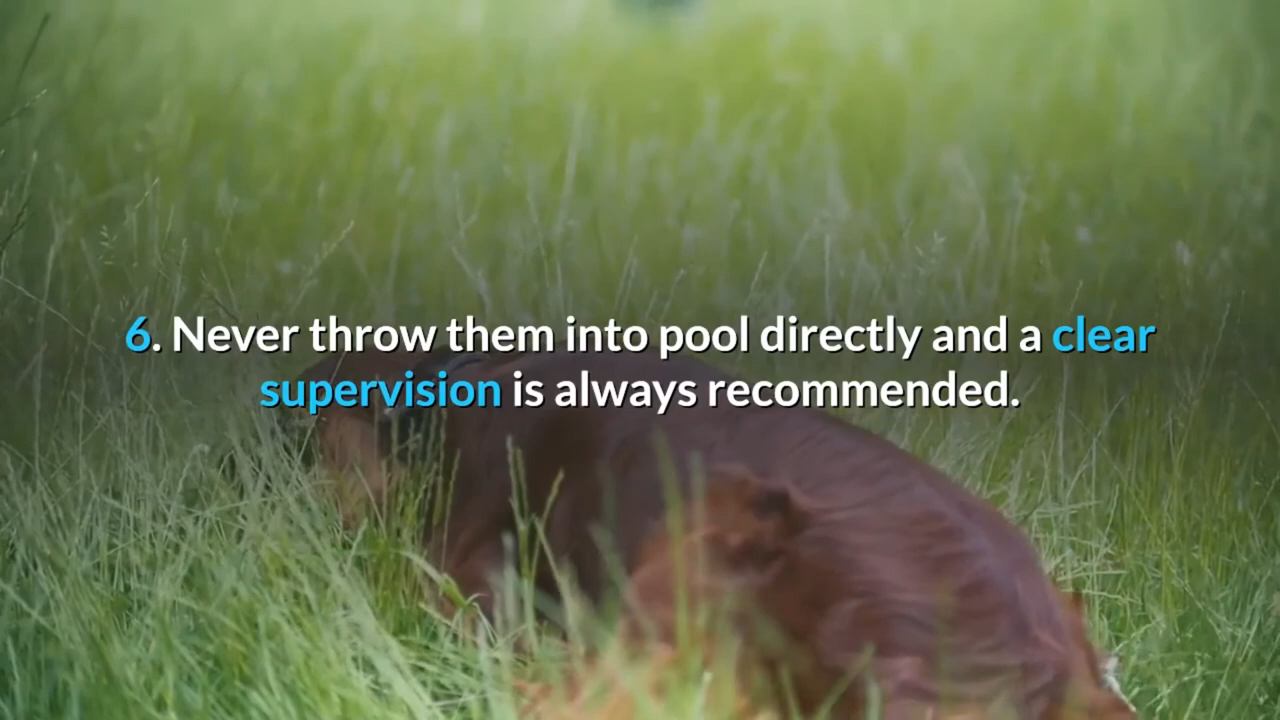 6. Never throw them into pool directly and a clear
supervision is always recommended.